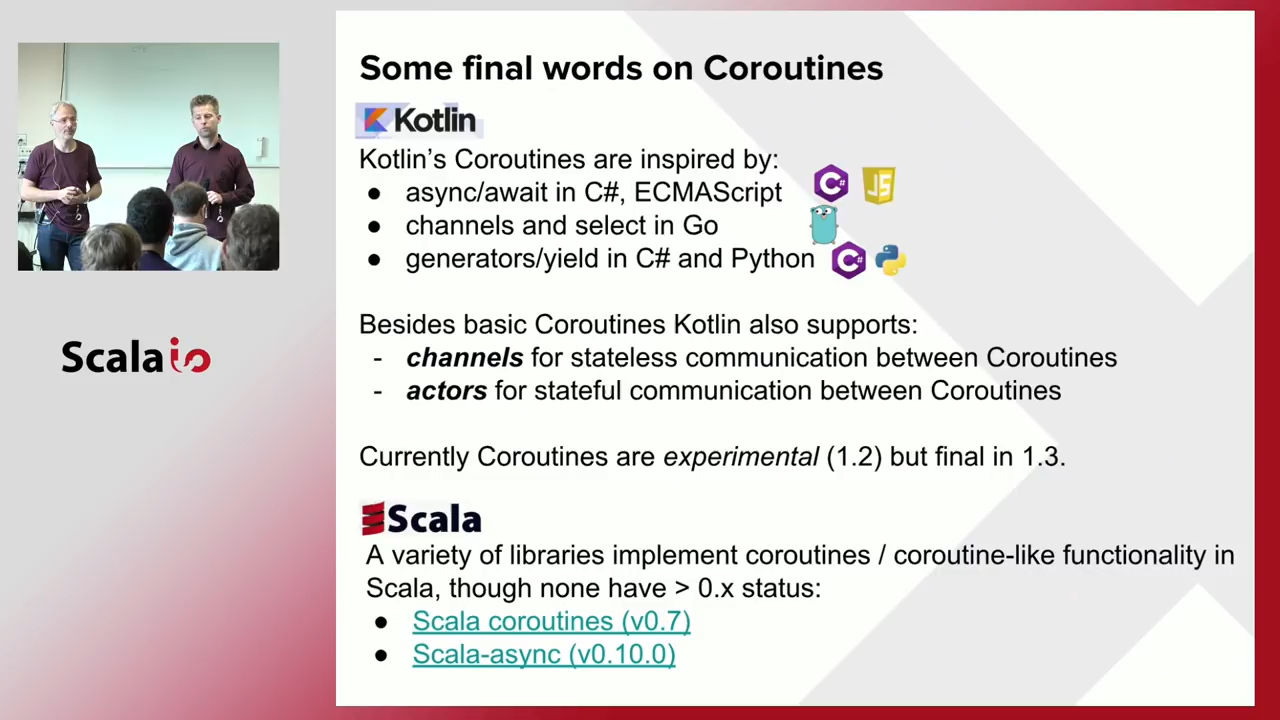 Some final words on Coroutines
Kotlin
Kotlin's Coroutines are inspired by:
● async/await in C#, ECMAScript
C# JS
● channels and select in Go
● generators/yield in C# and Python
C#
Besides basic Coroutines Kotlin also supports:
- channels for stateless communication between Coroutines
- actors for stateful communication between Coroutines
Currently Coroutines are experimental (1.2) but final in 1.3.
Scala
A variety of libraries implement coroutines / coroutine-like functionality in
Scala, though none have > 0.x status:
● Scala coroutines (v0.7)
● Scala-async (v0.10.0)
Scala io